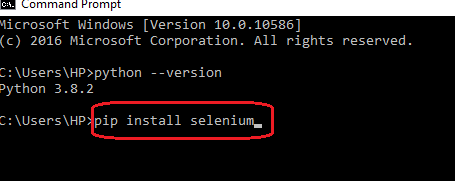 Command Prompt
Microsoft Windows [Version 10.0.10586]
(c) 2016 Microsoft Corporation. All rights reserved.
C:\Users\HP>python --version
Python 3.8.2
C:\Users\HP>pip install selenium_